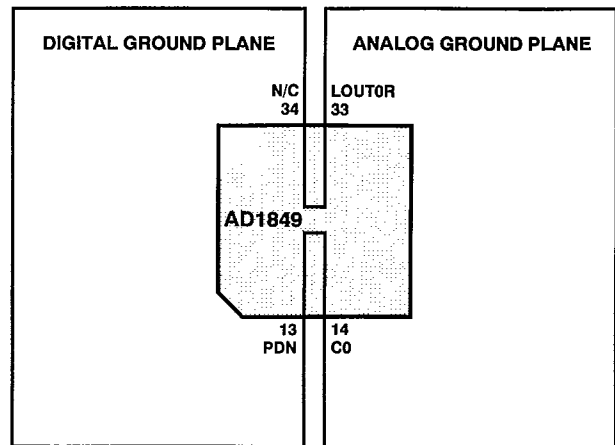 DIGITAL GROUND PLANE ANALOG GROUND PLANE
N/C LOUT0R
34 33
AD1849
13 14
PDN C0